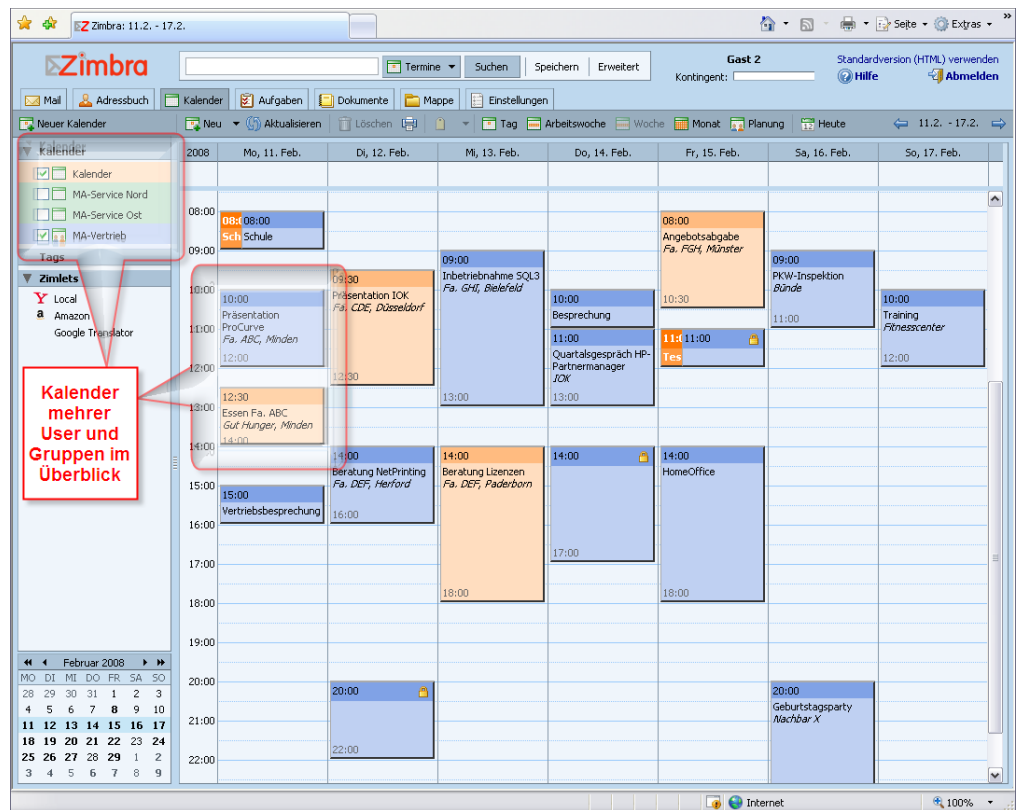 Zimbra: 11.2. - 17.2.
Seite
Extras
»
Zimbra
Termine
Suchen
Speichern
Erweitert
Gast 2
Kontingent:
Standardversion (HTML) verwenden
Hilfe
Abmelden
Mail
Adressbuch
Kalender
Aufgaben
Dokumente
Mappe
Einstellungen
Neuer Kalender
Neu
Aktualisieren
Löschen
Tag
Arbeitswoche
Woche
Monat
Planung
Heute
11.2. - 17.2.
Kalender
Kalender
MA-Service Nord
MA-Service Ost
MA-Vertrieb
Tags
Zimlets
Local
Amazon
Google Translator
Kalender
mehrer
User und
Gruppen im
Überblick
Februar 2008
MO DI MI DO FR SA SO
28 29 30 31 1 2 3
4 5 6 7 8 9 10
11 12 13 14 15 16 17
18 19 20 21 22 23 24
25 26 27 28 29 1 2
3 4 5 6 7 8 9
2008
Mo, 11. Feb.
Di, 12. Feb.
Mi, 13. Feb.
Do, 14. Feb.
Fr, 15. Feb.
Sa, 16. Feb.
So, 17. Feb.
08:00
09:00
10:00
11:00
12:00
13:00
14:00
15:00
16:00
17:00
18:00
19:00
20:00
21:00
22:00
08:00
Sch
Schule
10:00
Präsentation
ProCurve
Fa. ABC, Minden
12:00
12:30
Essen Fa. ABC
Gut Hunger, Minden
14:00
15:00
Vertriebsbesprechung
09:30
Präsentation IOK
Fa. CDE, Düsseldorf
12:30
14:00
Beratung NetPrinting
Fa. DEF, Herford
16:00
20:00
22:00
09:00
Inbetriebnahme SQL3
Fa. GHI, Bielefeld
13:00
14:00
Beratung Lizenzen
Fa. DEF, Paderborn
18:00
10:00
Besprechung
11:00
Quartalsgespräch HP-
Partnermanager
IOK
13:00
14:00
17:00
08:00
Angebotsabgabe
Fa. FGH, Münster
10:30
11:00
Tes
14:00
HomeOffice
18:00
09:00
PKW-Inspektion
Bünde
11:00
20:00
Geburtstagsparty
Nachbar X
10:00
Training
Fitnesscenter
12:00
Internet
100%